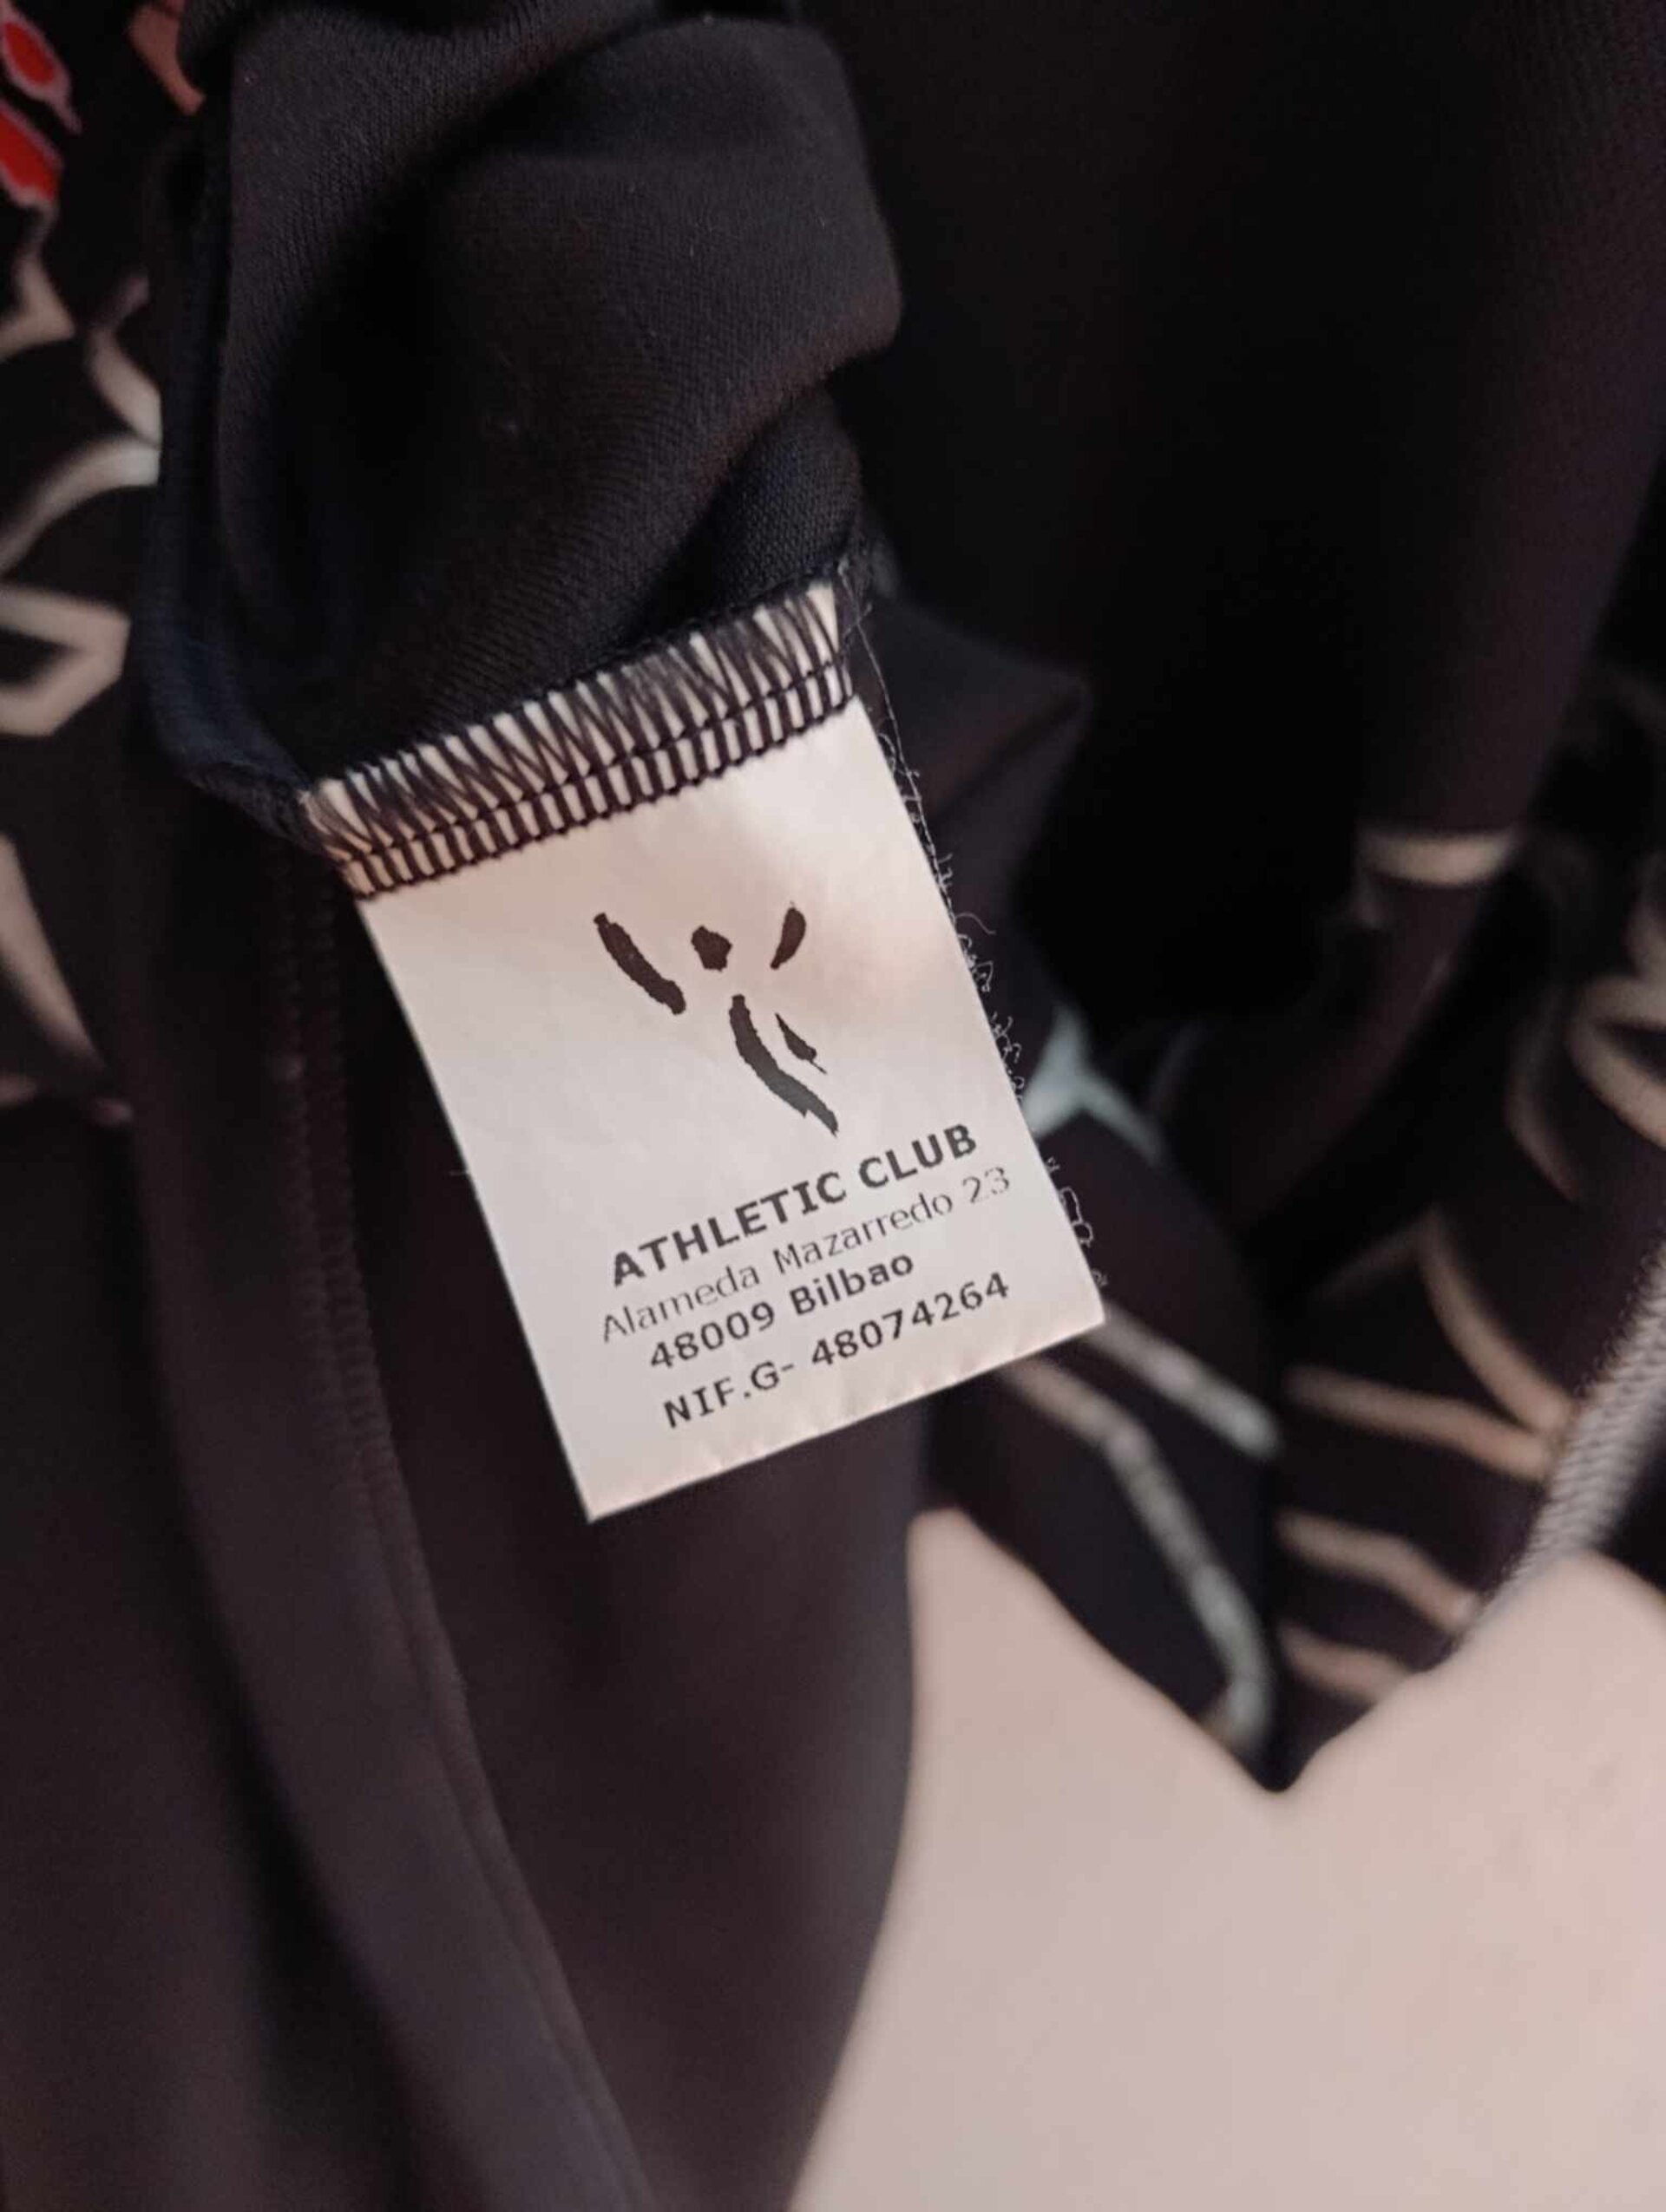 ATHLETIC CLUB
Alameda Mazarredo 23
48009 Bilbao
NIF.G- 48074264